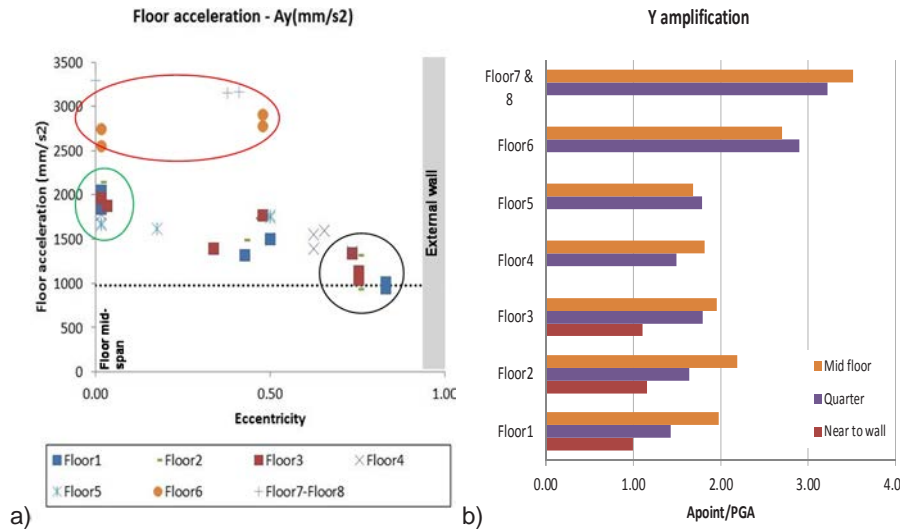 Floor acceleration - Ay(mm/s2)
Floor acceleration (mm/s2)
3500
3000
2500
2000
1500
1000
500
0
Floor mid-
span
External wall
0.00
0.50
1.00
Eccentricity
Floor1
Floor2
Floor3
Floor4
Floor5
Floor6
Floor7-Floor8
a)
Y amplification
Floor7 &
8
Floor6
Floor5
Floor4
Floor3
Floor2
Floor1
Mid floor
Quarter
Near to wall
0.00
1.00
2.00
3.00
4.0
Apoint/PGA
b)